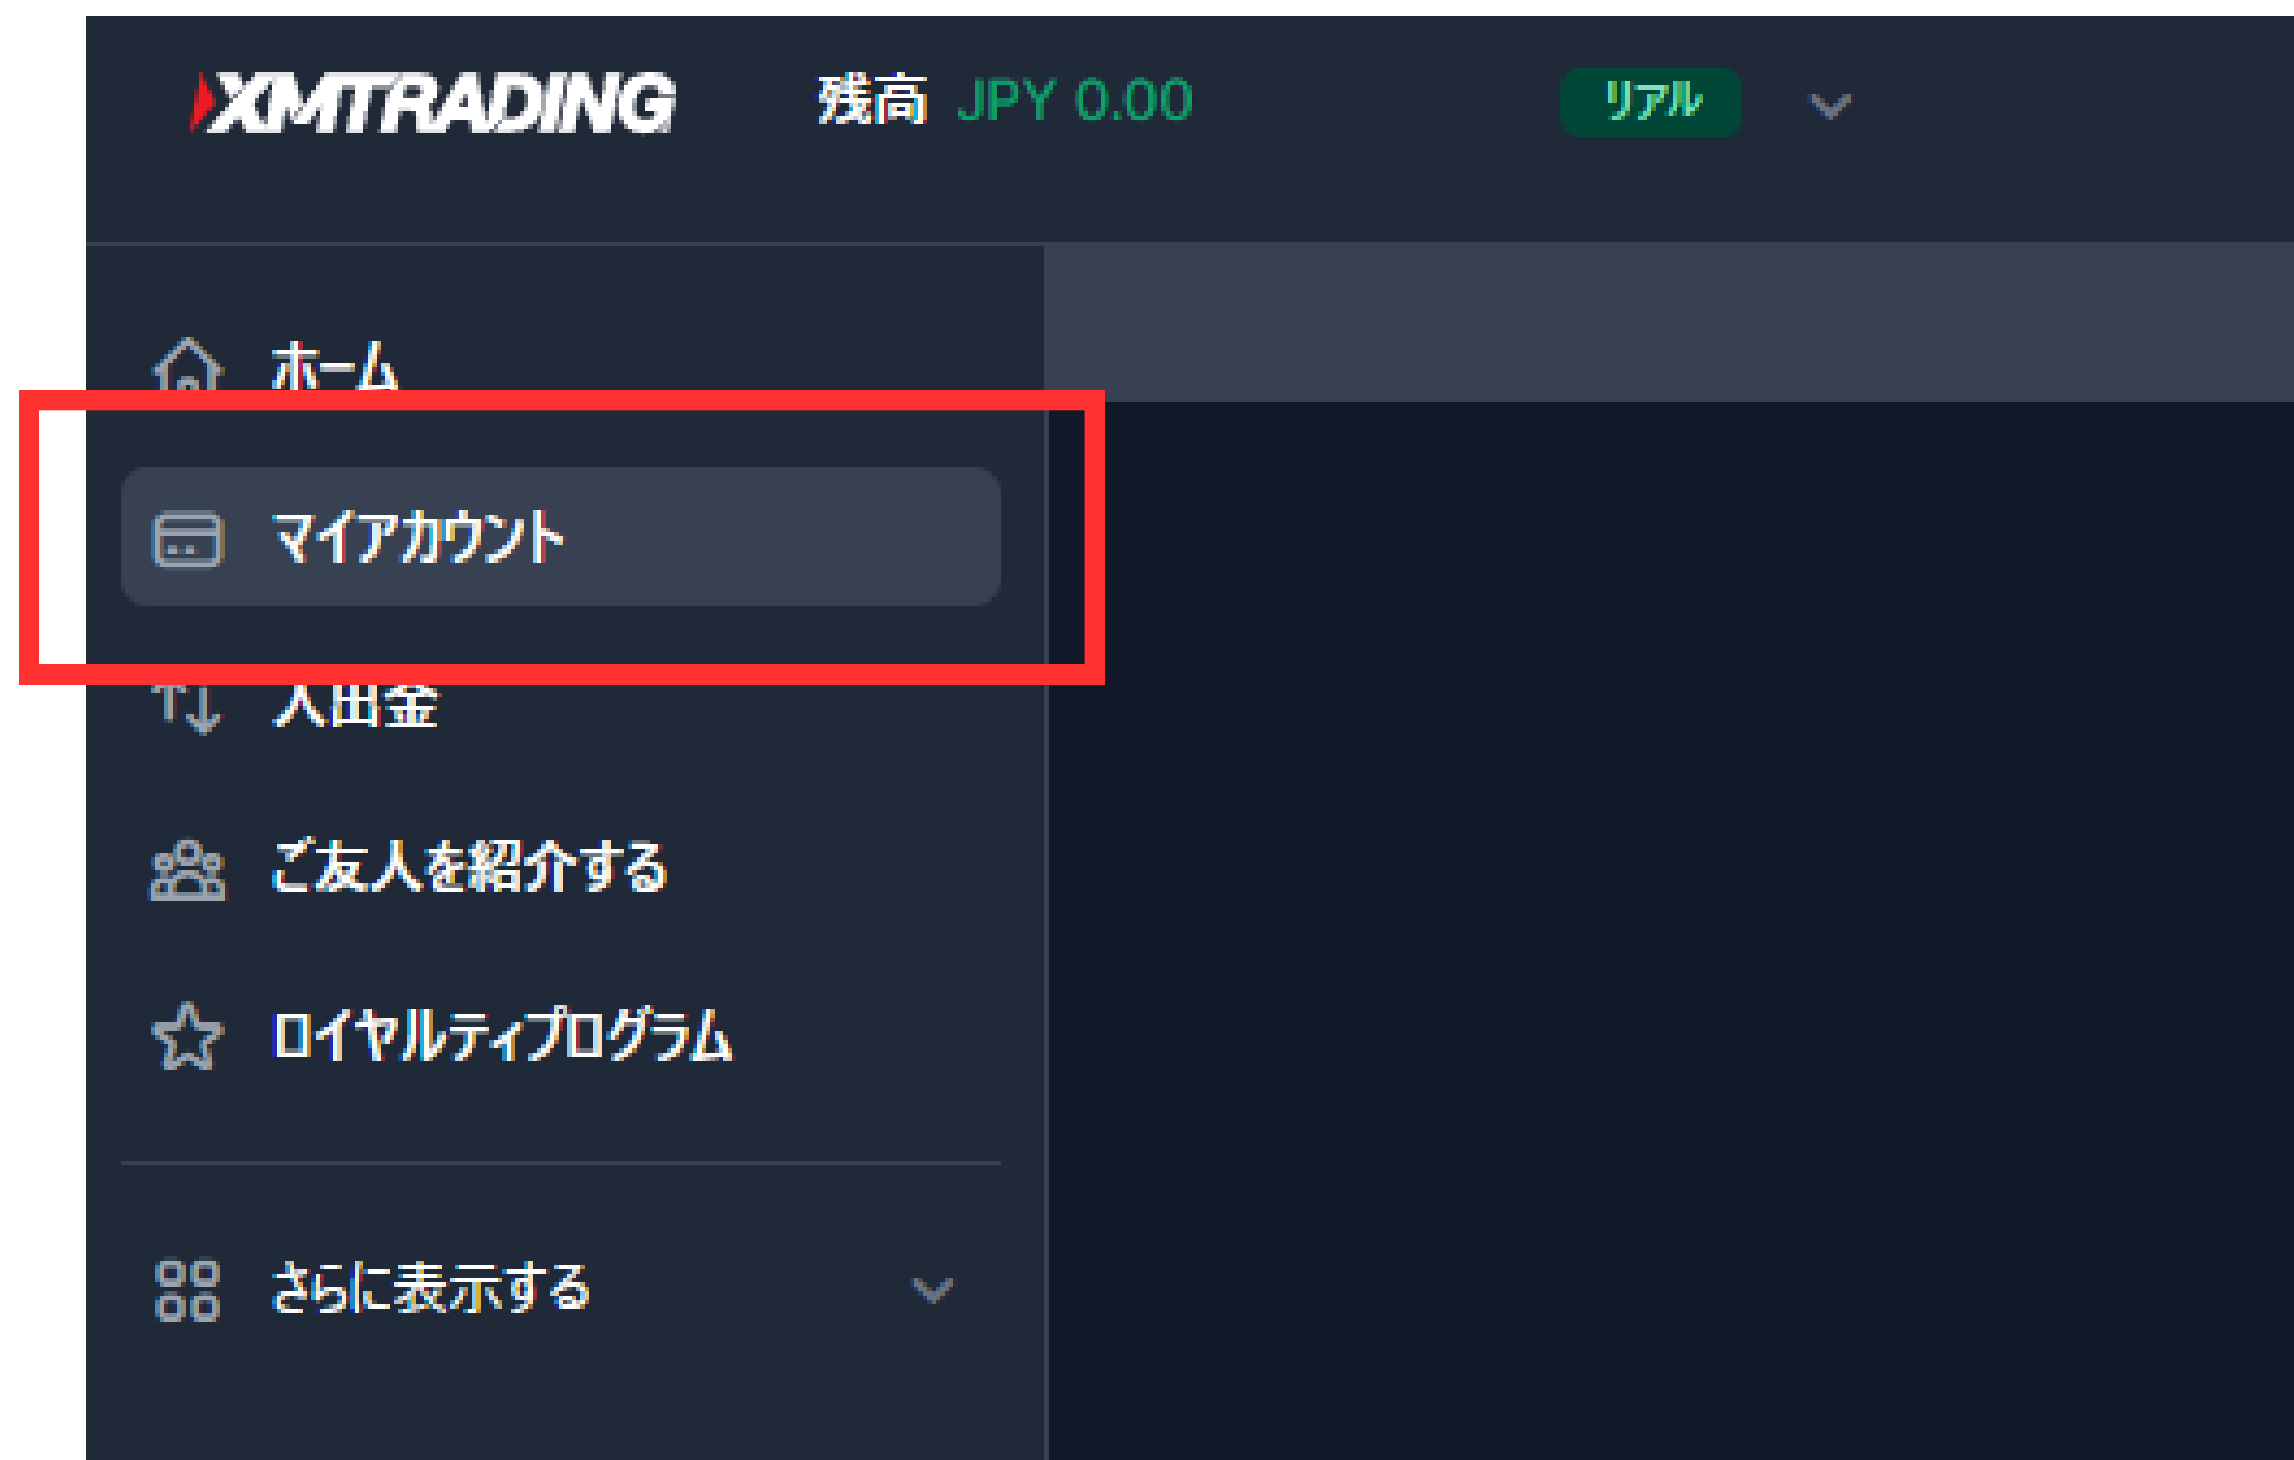 XMTRADING 残高 JPY 0.00 リアル
ホーム
マイアカウント
入出金
ご友人を紹介する
ロイヤルティプログラム
さらに表示する